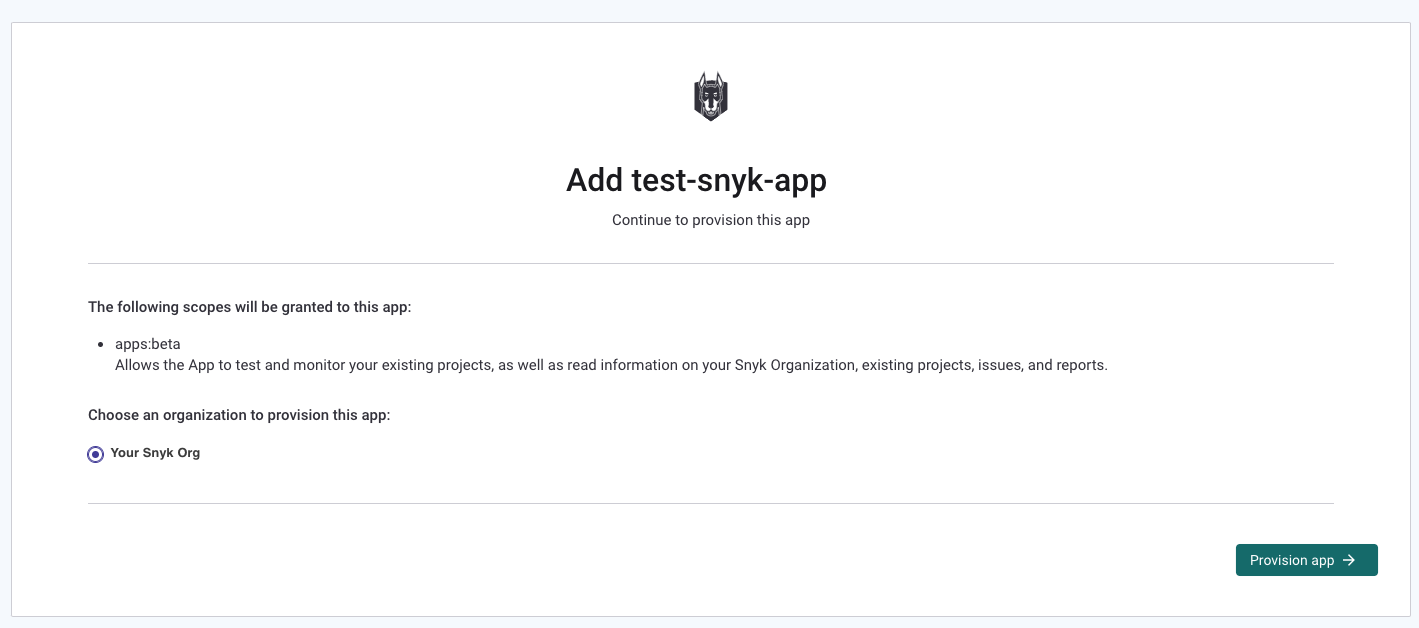 Add test-snyk-app
Continue to provision this app
The following scopes will be granted to this app:
apps:beta
Allows the App to test and monitor your existing projects, as well as read information on your Snyk Organization, existing projects, issues, and reports.
Choose an organization to provision this app:
Your Snyk Org
Provision app →